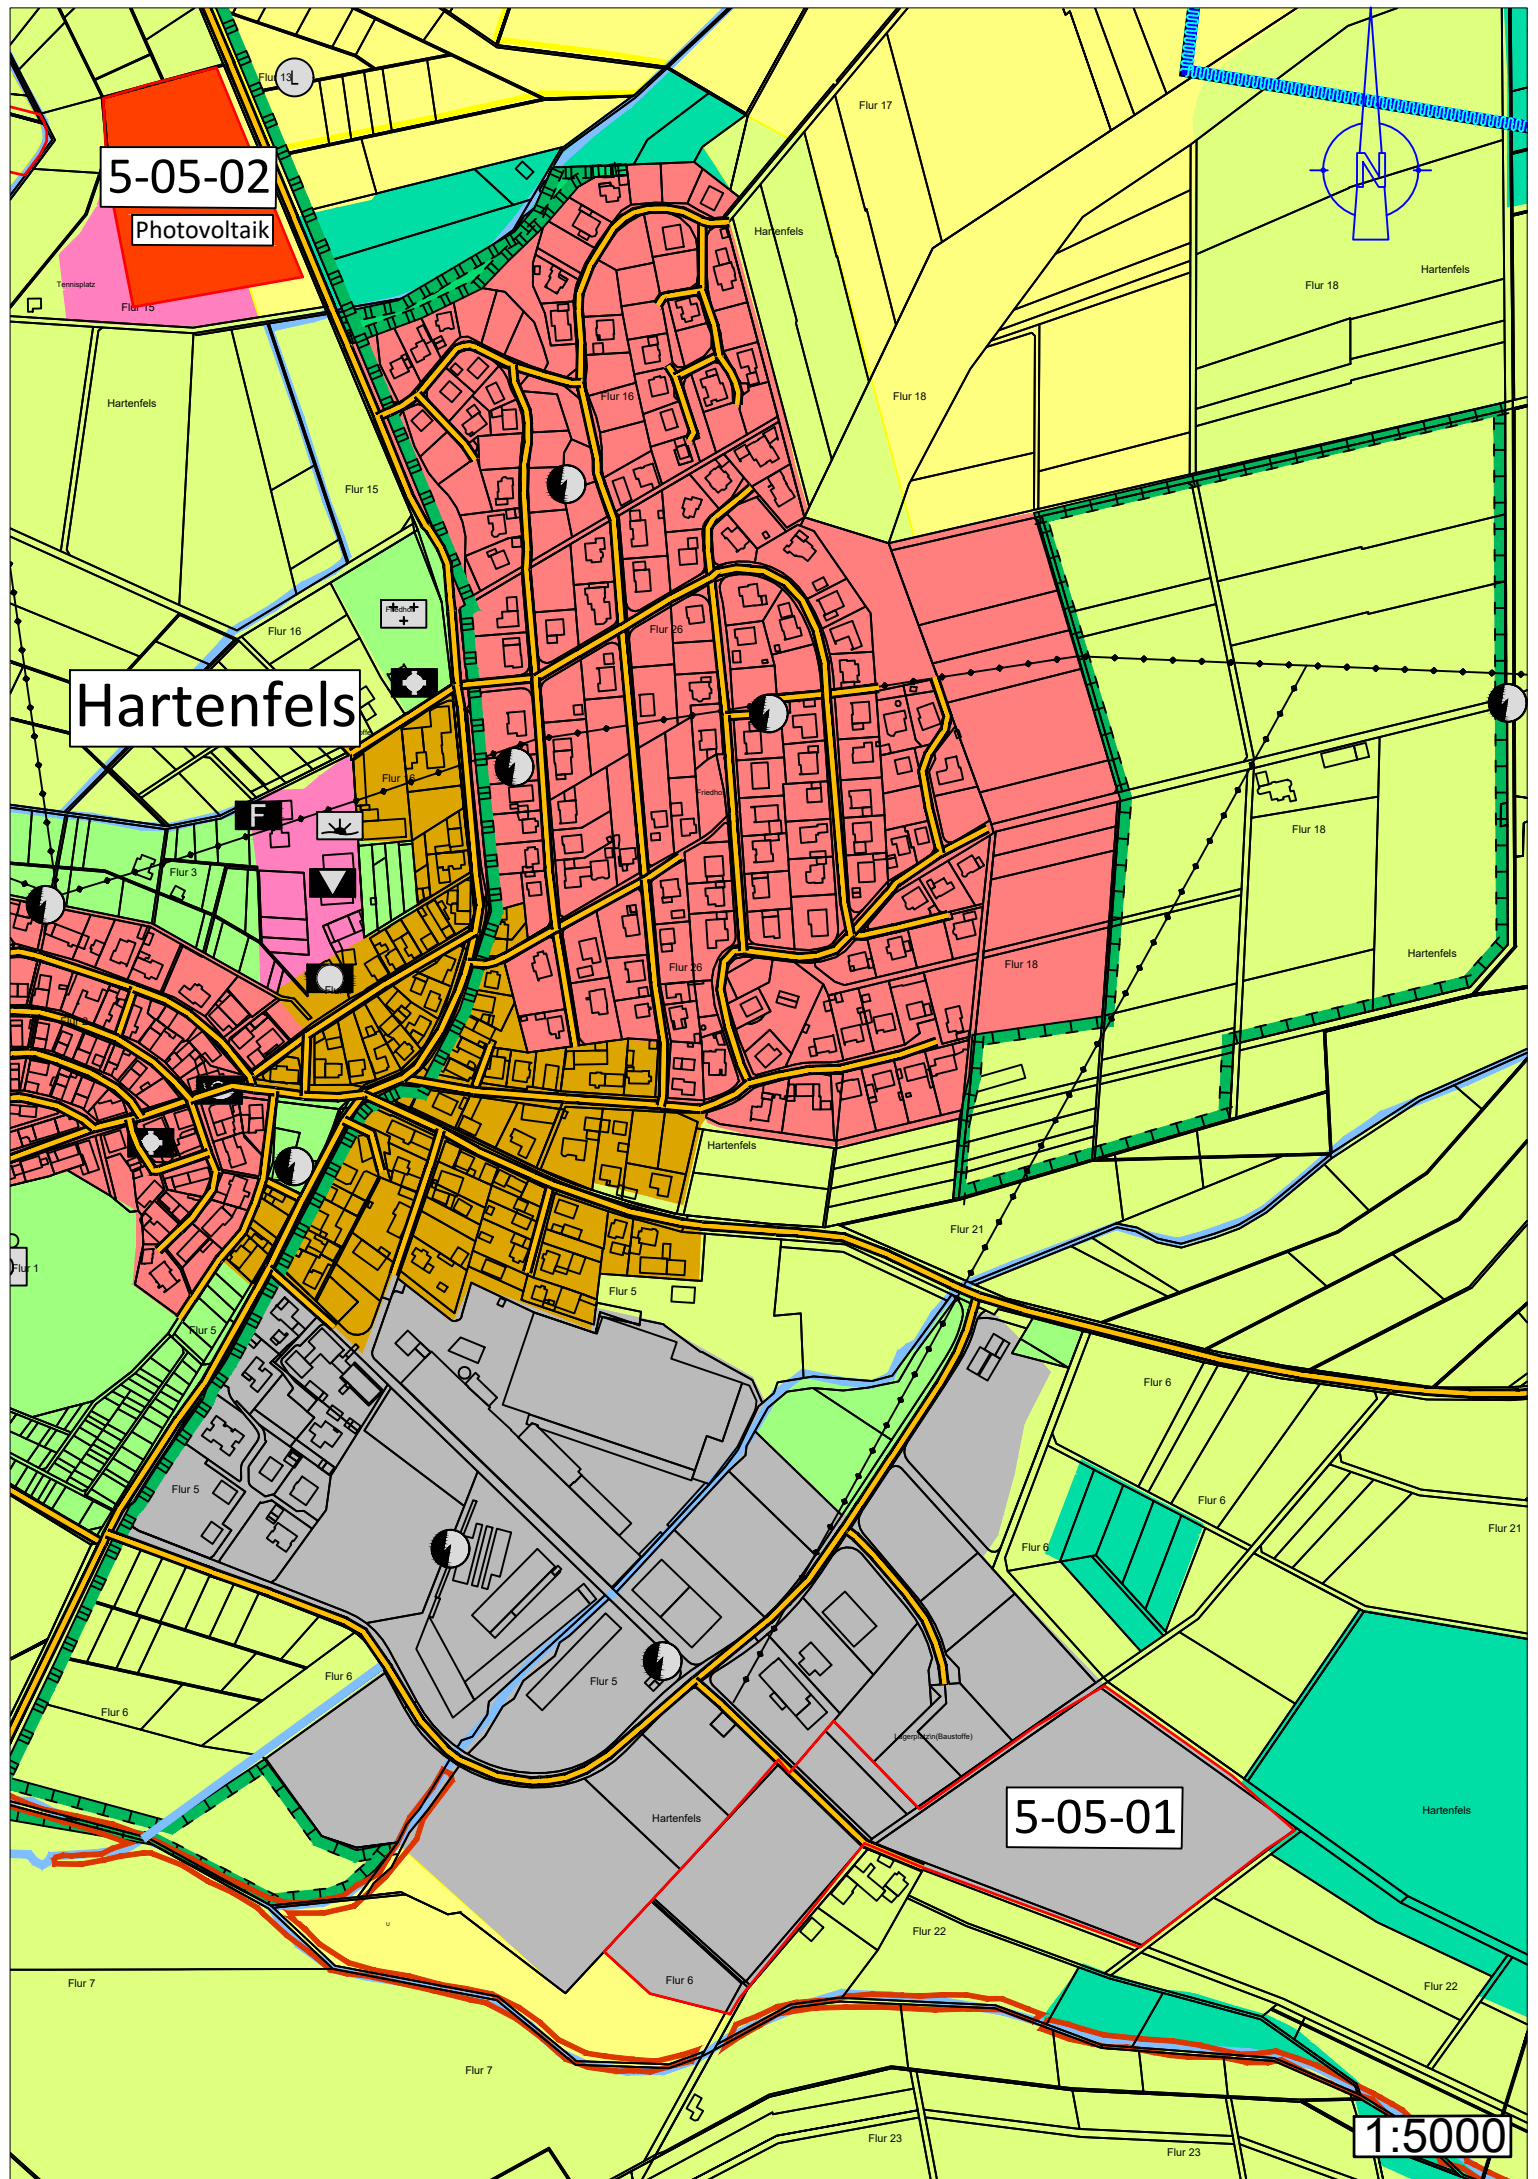 Flur 13
L
Flur 17
5-05-02
Photovoltaik
Hartenfels
N
Tennisplatz
Flur 15
Flur 18
Hartenfels
Hartenfels
Flur 16
Flur 18
Flur 15
Friedhof
Flur 16
Flur 26
Hartenfels
Flur 16
Friedho
F
Flur 18
Flur 3
Hartenfels
Flur 26
Flur 18
Hartenfels
Flur 21
Flur 1
Flur 5
Flur 5
Flur 6
Flur 5
Flur 6
Flur 21
Flur 6
Flur 6
Flur 5
Flur 6
Lagerplatz\n(Baustoffe)
5-05-01
Hartenfels
Hartenfels
U
Flur 22
Flur 7
Flur 6
Flur 22
Flur 7
1:5000
Flur 23
Flur 23